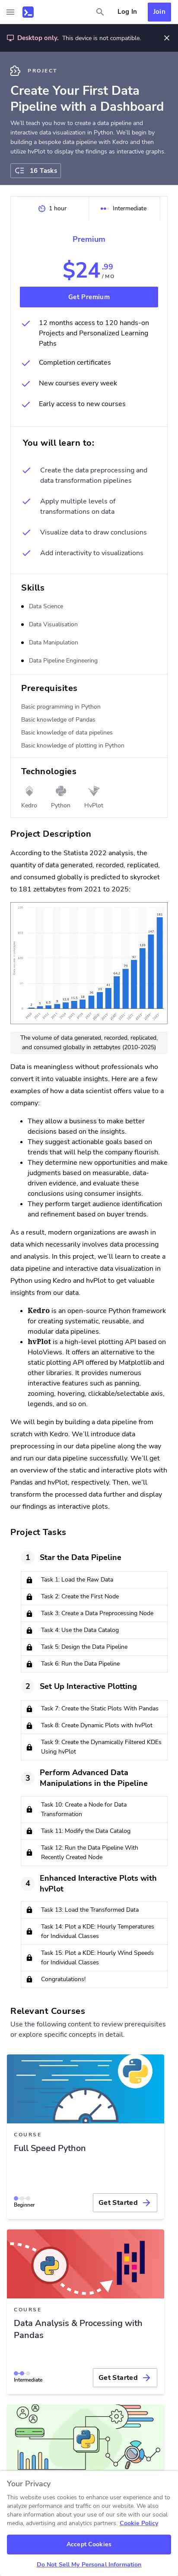 Log In
Join
Desktop only. This device is not compatible.
PROJECT
Create Your First Data
Pipeline with a Dashboard
We'll teach you how to create a data pipeline and
interactive data visualization in Python. We'll begin by
building a bespoke data pipeline with Kedro and then
utilize hvPlot to display the findings as interactive graphs.
16 Tasks
1 hour
Intermediate
Premium
$24.99
/MO
Get Premium
12 months access to 120 hands-on
Projects and Personalized Learning
Paths
Completion certificates
New courses every week
Early access to new courses
You will learn to:
Create the data preprocessing and
data transformation pipelines
Apply multiple levels of
transformations on data
Visualize data to draw conclusions
Add interactivity to visualizations
Skills
Data Science
Data Visualisation
Data Manipulation
Data Pipeline Engineering
Prerequisites
Basic programming in Python
Basic knowledge of Pandas
Basic knowledge of data pipelines
Basic knowledge of plotting in Python
Technologies
Kedro
Python
HvPlot
Project Description
According to the Statista 2022 analysis, the
quantity of data generated, recorded, replicated,
and consumed globally is predicted to skyrocket
to 181 zettabytes from 2021 to 2025:
The volume of data generated, recorded, replicated,
and consumed globally in zettabytes (2010-2025)
Data is meaningless without professionals who
convert it into valuable insights. Here are a few
examples of how a data scientist offers value to a
company:
They allow a business to make better
decisions based on the insights.
They suggest actionable goals based on
trends that will help the company flourish.
They determine new opportunities and make
judgments based on measurable, data-
driven evidence, and evaluate these
conclusions using consumer insights.
They perform target audience identification
and refinement based on buyer trends.
As a result, modern organizations are awash in
data which necessarily involves data processing
and analysis. In this project, we'll learn to create a
data pipeline and interactive data visualization in
Python using Kedro and hvPlot to get valuable
insights from our data.
Kedro is an open-source Python framework
for creating systematic, reusable, and
modular data pipelines.
hvPlot is a high-level plotting API based on
HoloViews. It offers an alternative to the
static plotting API offered by Matplotlib and
other libraries. It provides numerous
interactive features such as panning,
zooming, hovering, clickable/selectable axis,
legends, and so on.
We will begin by building a data pipeline from
scratch with Kedro. We'll introduce data
preprocessing in our data pipeline along the way
and run our data pipeline successfully. We'll get
an overview of the static and interactive plots with
Pandas and hvPlot, respectively. Then, we'll
transform the processed data further and display
our findings as interactive plots.
Project Tasks
1 Star the Data Pipeline
Task 1: Load the Raw Data
Task 2: Create the First Node
Task 3: Create a Data Preprocessing Node
Task 4: Use the Data Catalog
Task 5: Design the Data Pipeline
Task 6: Run the Data Pipeline
2 Set Up Interactive Plotting
Task 7: Create the Static Plots With Pandas
Task 8: Create Dynamic Plots with hvPlot
Task 9: Create the Dynamically Filtered KDEs
Using hvPlot
3 Perform Advanced Data
Manipulations in the Pipeline
Task 10: Create a Node for Data
Transformation
Task 11: Modify the Data Catalog
Task 12: Run the Data Pipeline With
Recently Created Node
4 Enhanced Interactive Plots with
hvPlot
Task 13: Load the Transformed Data
Task 14: Plot a KDE: Hourly Temperatures
for Individual Classes
Task 15: Plot a KDE: Hourly Wind Speeds
for Individual Classes
Congratulations!
Relevant Courses
Use the following content to review prerequisites
or explore specific concepts in detail.
COURSE
Full Speed Python
Beginner
Get Started
COURSE
Data Analysis & Processing with
Pandas
Intermediate
Get Started
Your Privacy
This website uses cookies to enhance user experience and to
analyze performance and traffic on our website. We also
share information about your use of our site with our social
media, advertising and analytics partners. Cookie Policy
Accept Cookies
Do Not Sell My Personal Information